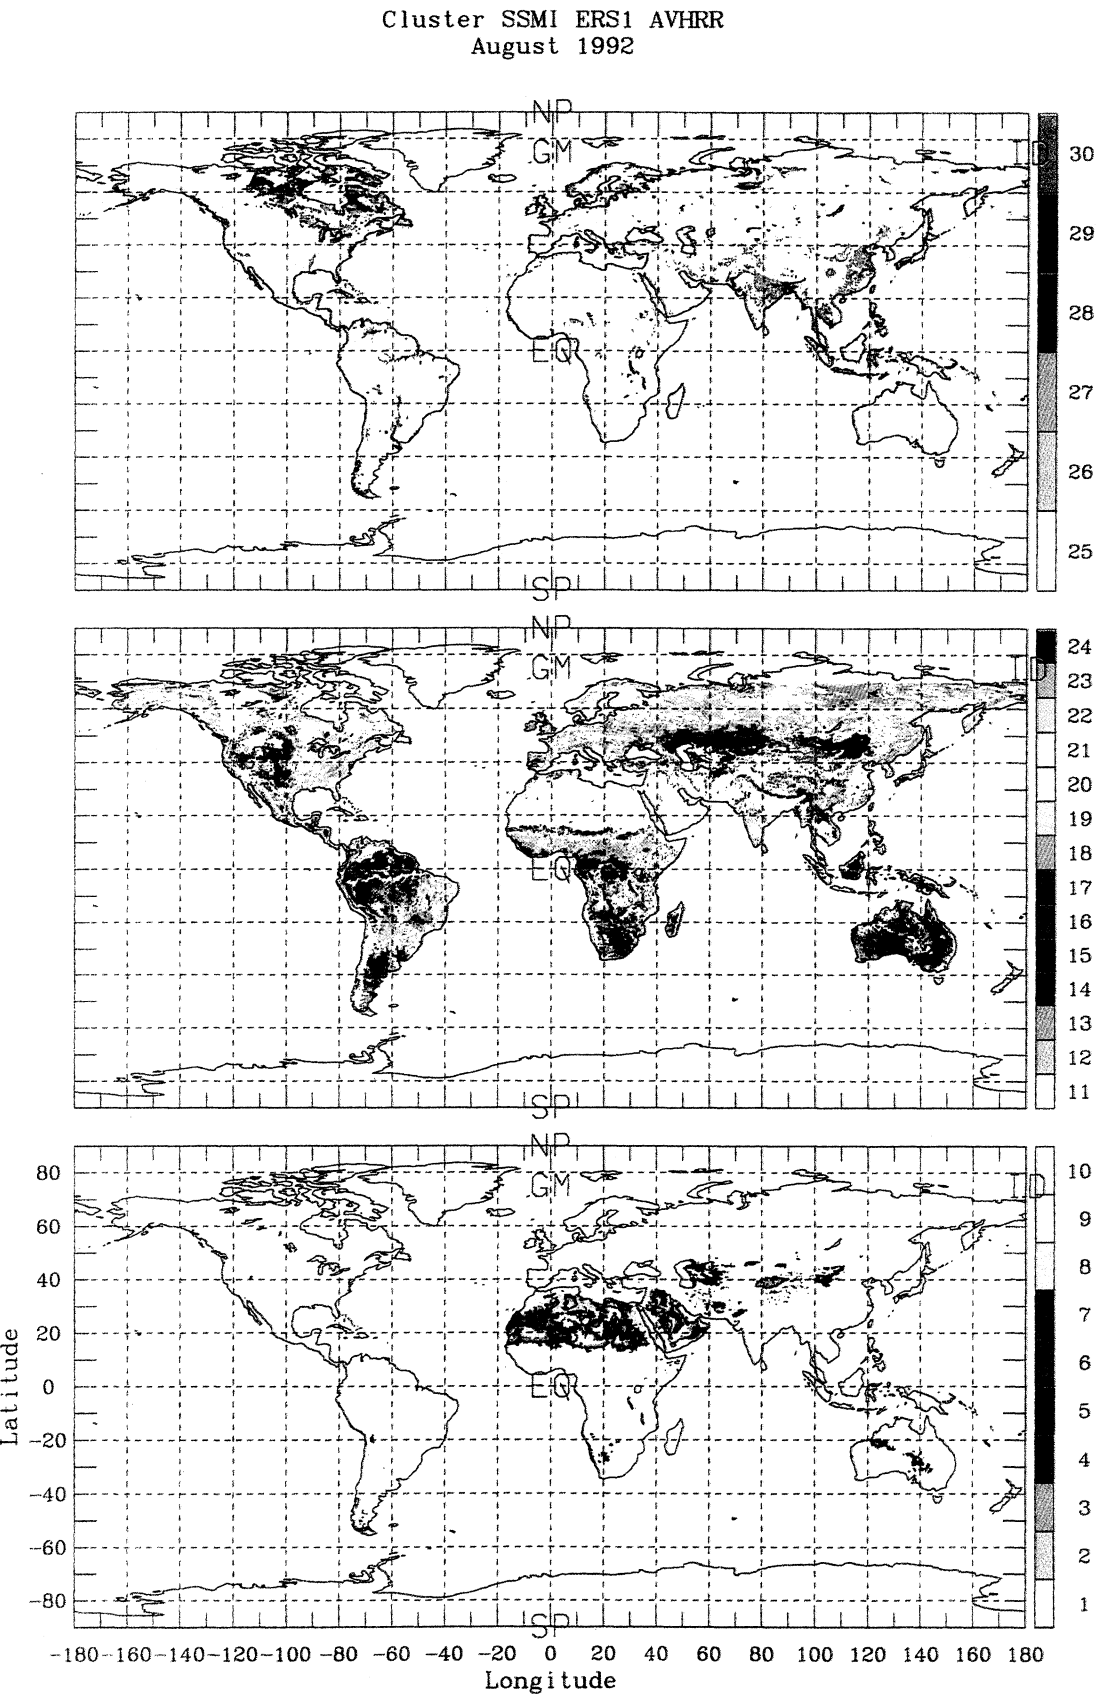 Cluster SSMI ERS1 AVHRR
August 1992
NP
GM
ID
30
29
28
EQ
27
26
25
SP
NP
24
GM
ID
23
22
21
20
19
18
EQ
17
16
15
14
13
12
11
SP
NP
80
GM
ID
10
60
9
40
8
20
7
6
Latitude
0
EQ
5
-20
4
-40
3
-60
2
-80
1
SP
-180 -160 -140 -120 -100 -80 -60 -40 -20 0 20 40 60 80 100 120 140 160 180
Longitude